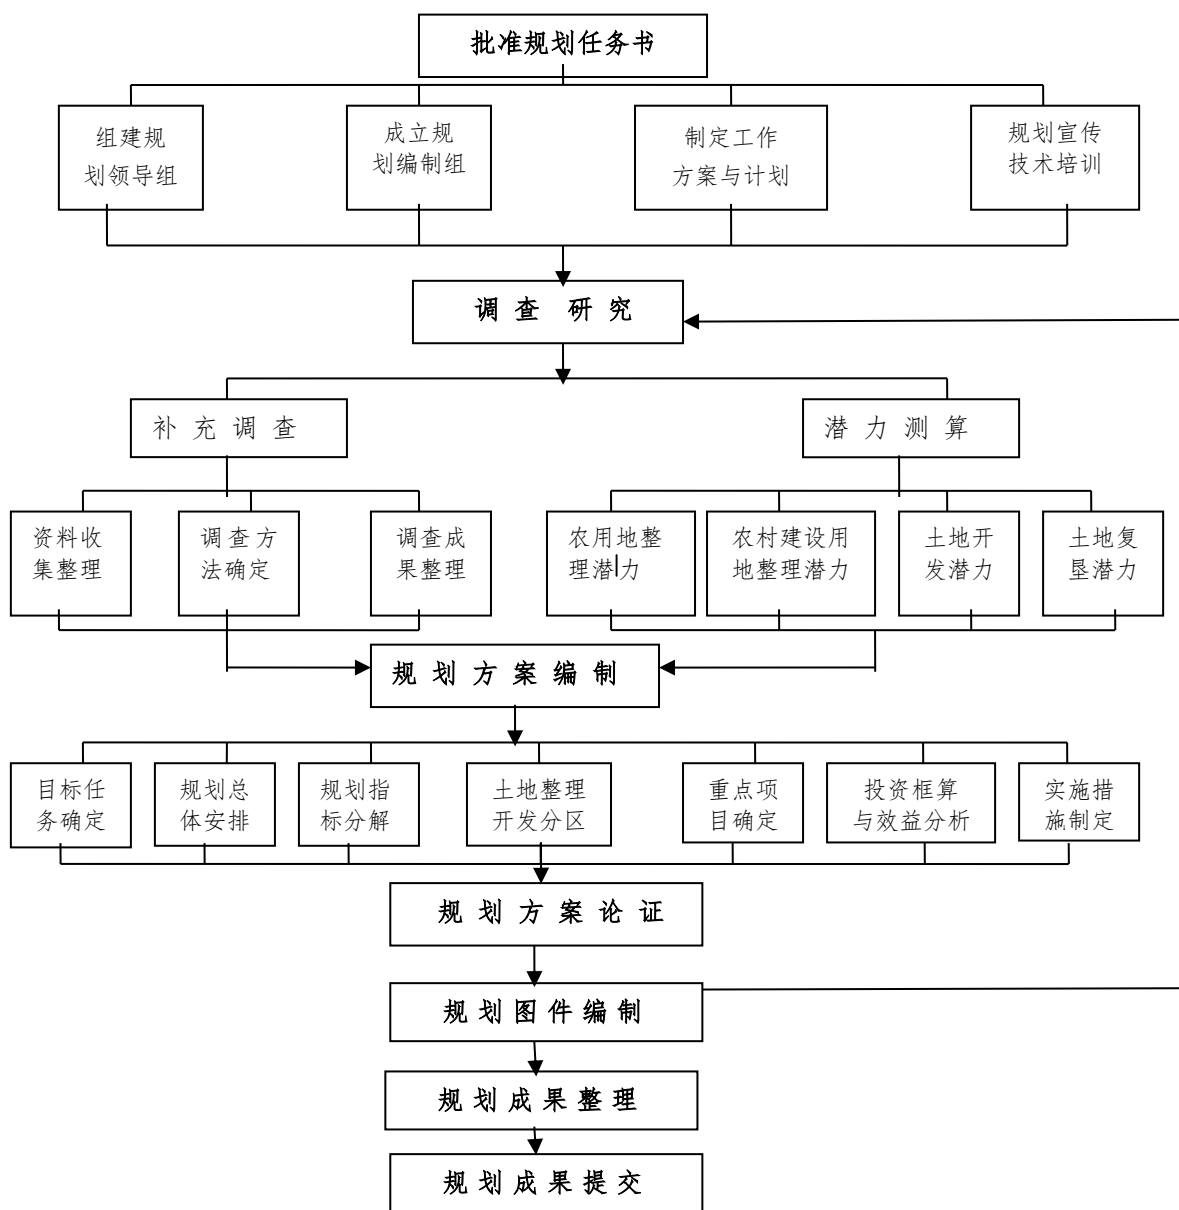 批准规划任务书
组建规
划领导组
成立规
划编制组
制定工作
方案与计划
规划宣传
技术培训
调 查 研 究
补 充 调 查
潜 力 测 算
资料收
集整理
调查方
法确定
调查成
果整理
农用地整
理潜力
农村建设用
地整理潜力
土地开
发潜力
土地复
垦潜力
规 划 方 案 编 制
目标任
务确定
规划总
体安排
规划指
标分解
土地整理
开发分区
重点项
目确定
投资框算
与效益分析
实施措
施制定
规 划 方 案 论 证
规 划 图 件 编 制
规 划 成 果 整 理
规 划 成 果 提 交